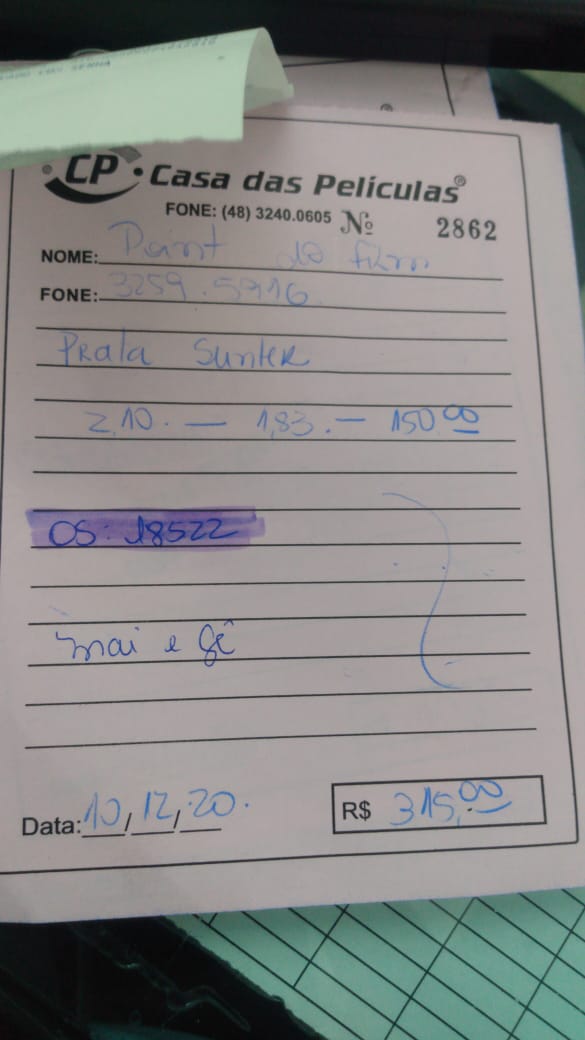 CP • Casa das Películas®
FONE: (48) 3240.0605 Nº 2862
NOME: Point do Film
FONE: 3259.5916
Prata Sunter
2,10. — 1,83. — 150,00
OS: 18522
mai e Gê
Data: 10/12/20.
R$ 315,00